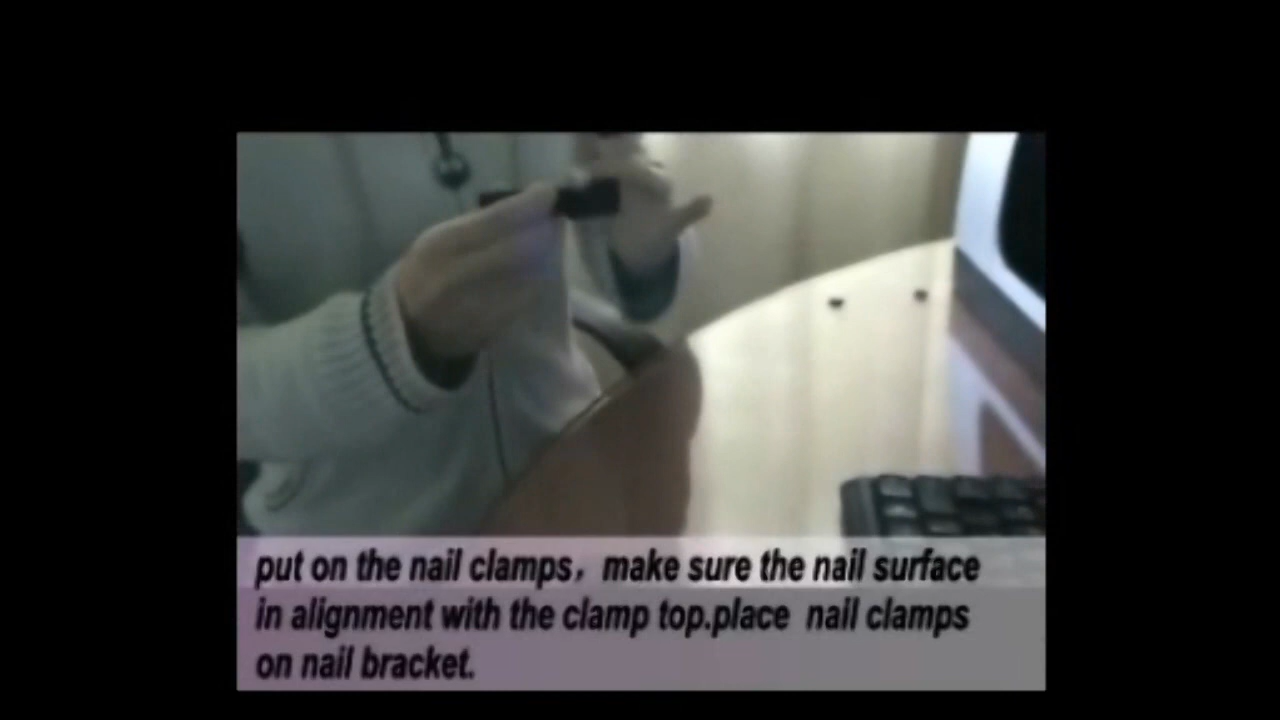 put on the nail clamps，make sure the nail surface
in alignment with the clamp top.place nail clamps
on nail bracket.